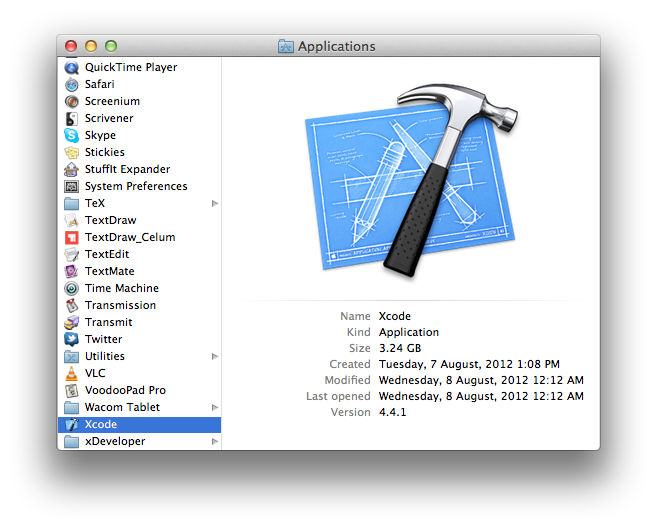 Applications
QuickTime Player
Safari
Screenium
Scrivener
Skype
Stickies
StuffIt Expander
System Preferences
TeX
TextDraw
TextDraw_Celum
TextEdit
TextMate
Time Machine
Transmission
Transmit
Twitter
Utilities
VLC
VoodooPad Pro
Wacom Tablet
Xcode
xDeveloper
Name Xcode
Kind Application
Size 3.24 GB
Created Tuesday, 7 August, 2012 1:08 PM
Modified Wednesday, 8 August, 2012 12:12 AM
Last opened Wednesday, 8 August, 2012 12:12 AM
Version 4.4.1